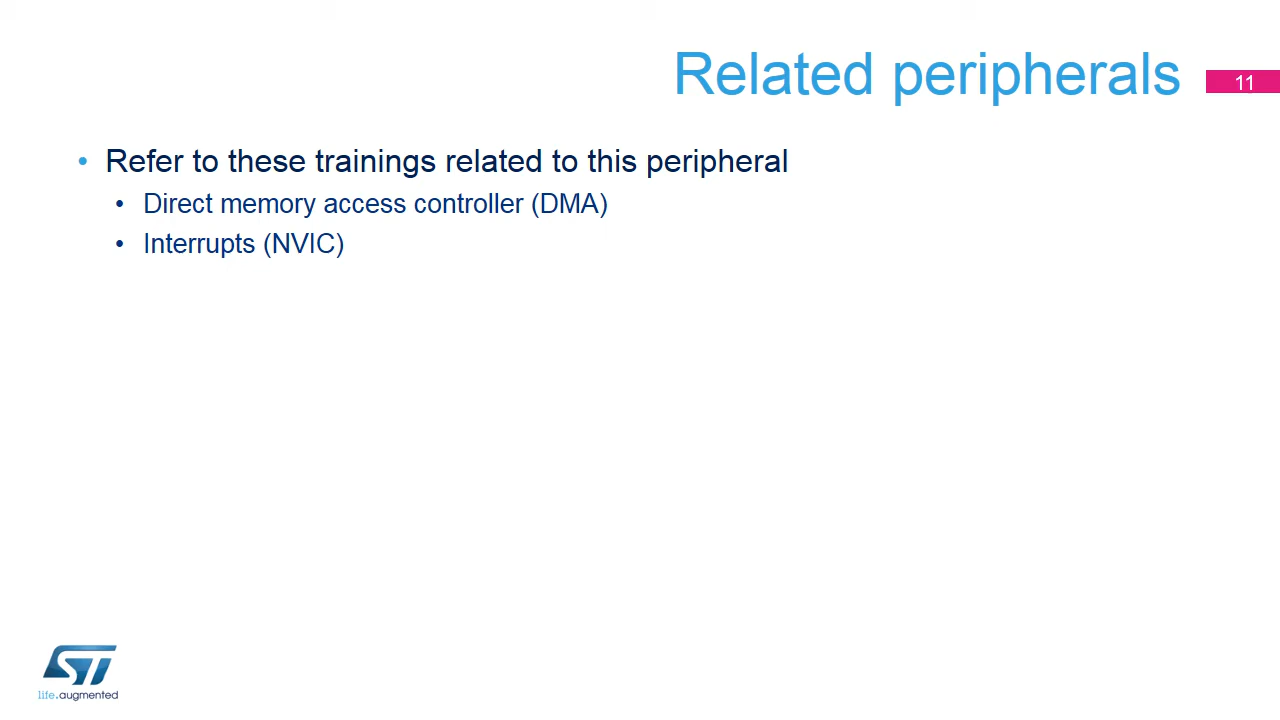 Related peripherals
11
• Refer to these trainings related to this peripheral
• Direct memory access controller (DMA)
• Interrupts (NVIC)
ST
life.augmented